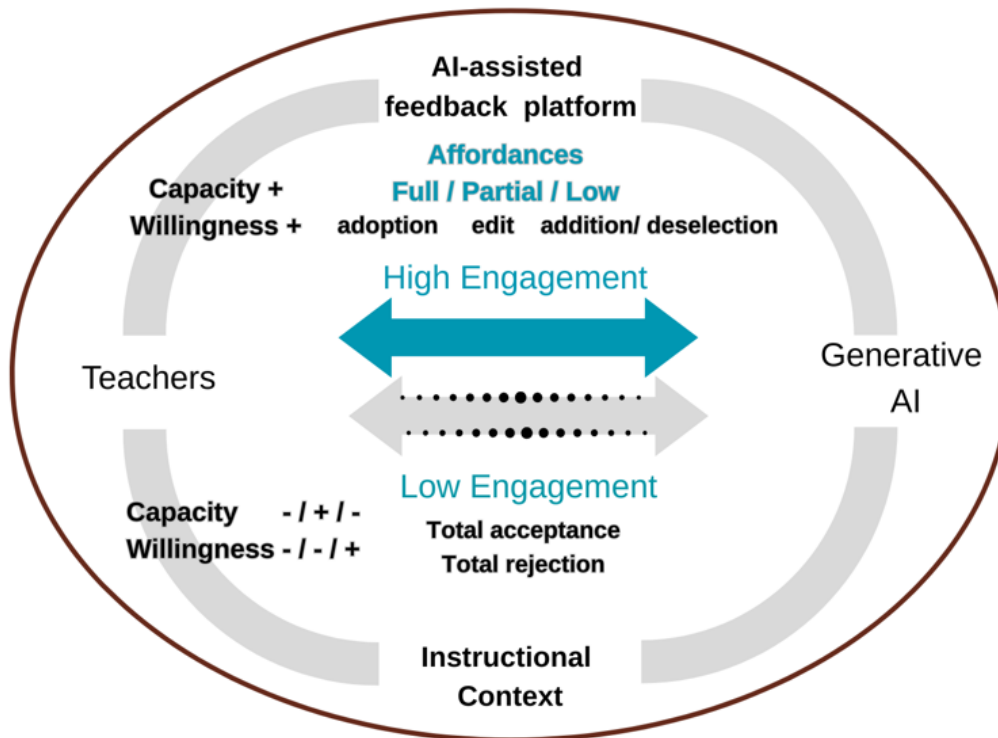 AI-assisted
feedback platform
Affordances
Full / Partial / Low
Capacity +
Willingness +
adoption edit addition/ deselection
High Engagement
Teachers
Generative
AI
Low Engagement
Capacity - / + / -
Willingness - / - / +
Total acceptance
Total rejection
Instructional
Context